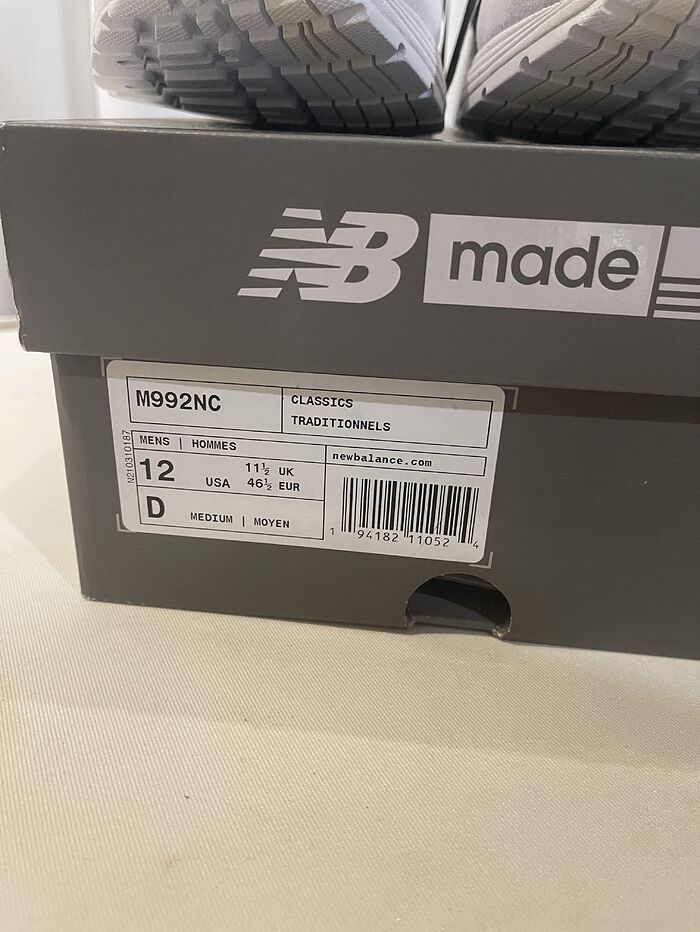 NB made
M992NC
CLASSICS
TRADITIONNELS
MENS | HOMMES
newbalance.com
12 USA
11½ UK
46½ EUR
D MEDIUM | MOYEN
N210310187
1 94182 11052 4